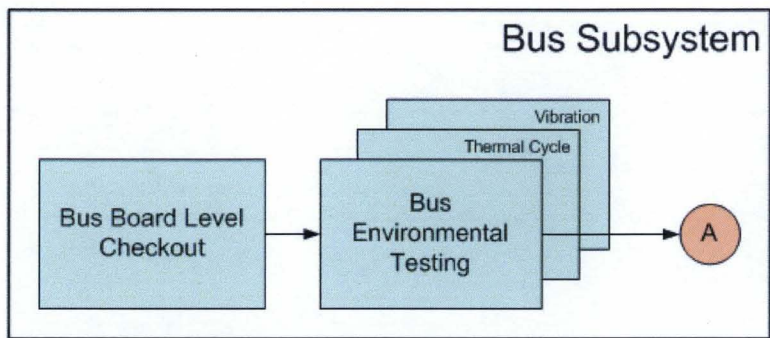 Bus Subsystem
Vibration
Thermal Cycle
Bus Board Level
Checkout
Bus
Environmental
Testing
A